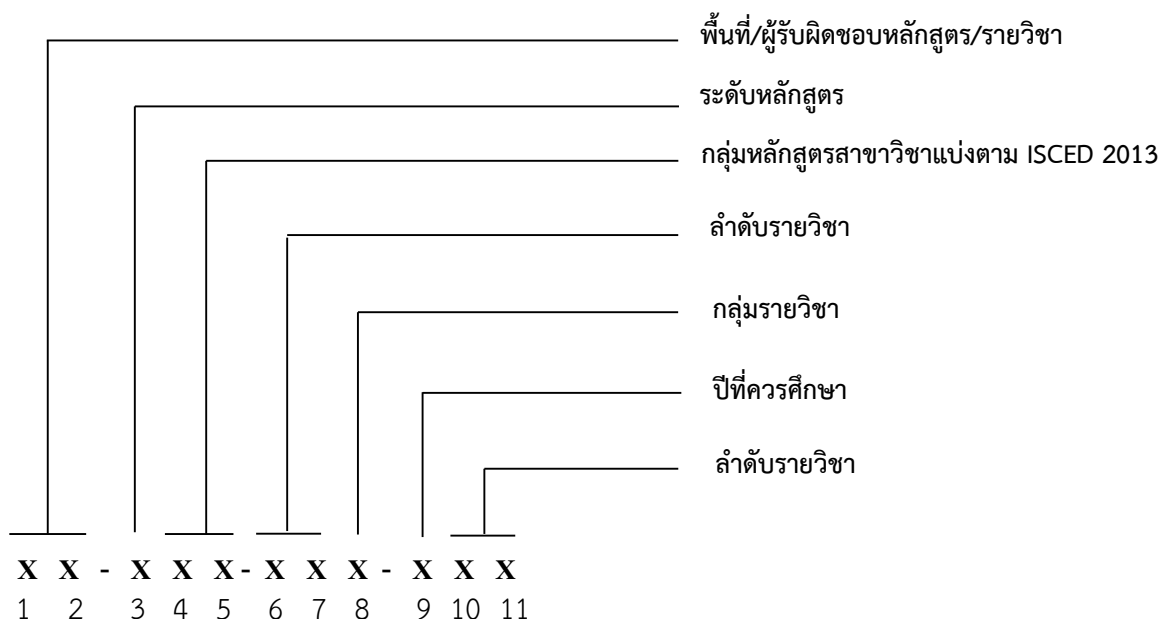 พื้นที่/ผู้รับผิดชอบหลักสูตร/รายวิชา
ระดับหลักสูตร
กลุ่มหลักสูตรสาขาวิชาแบ่งตาม ISCED 2013
ลำดับรายวิชา
กลุ่มรายวิชา
ปีที่ควรศึกษา
ลำดับรายวิชา
X X - X X X - X X X - X X X
1 2 3 4 5 6 7 8 9 10 11